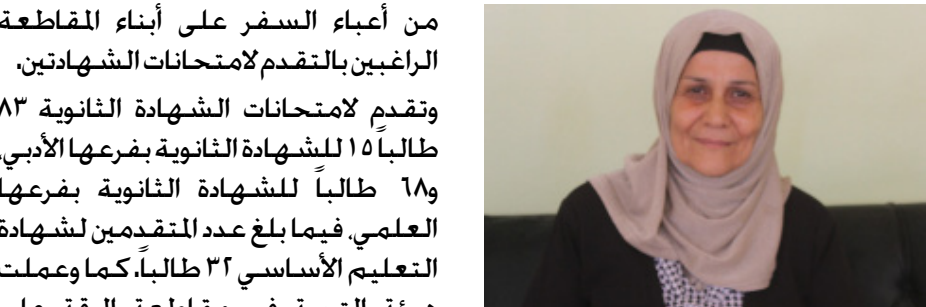 من أعباء السفر على أبناء المقاطعة
الراغبين بالتقدم لامتحانات الشهادتين.
وتقدم لامتحانات الشهادة الثانوية ٨٣
طالباً ١٥ للشهادة الثانوية بفرعها الأدبي،
و٦٨ طالباً للشهادة الثانوية بفرعها
العلمي، فيما بلغ عدد المتقدمين لشهادة
التعليم الأساسي ٣٢ طالباً، كما وعملت